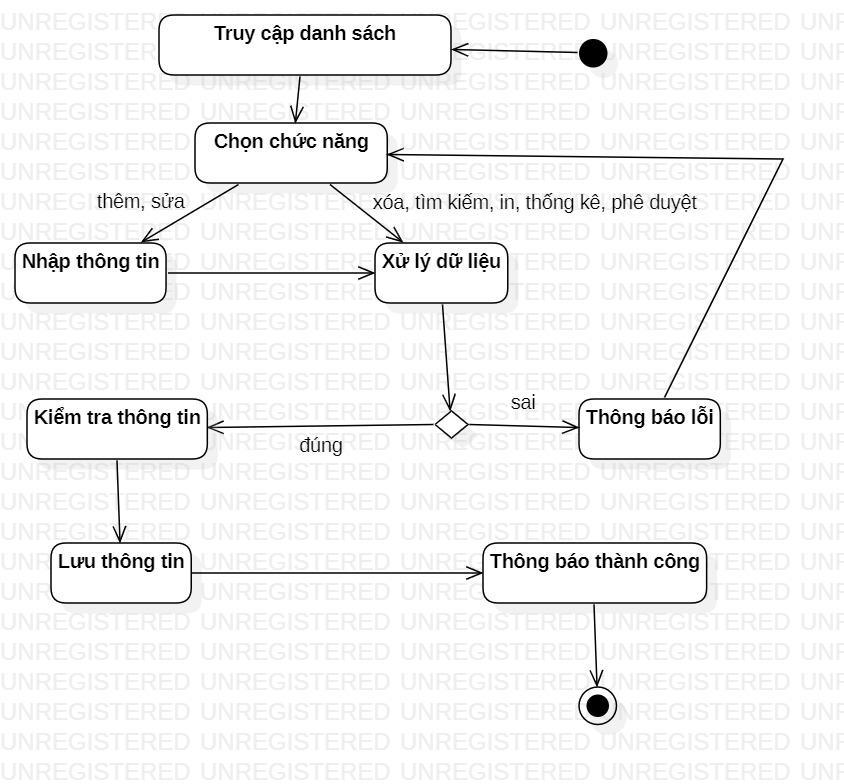 Truy cập danh sách
Chọn chức năng
thêm, sửa
xóa, tìm kiếm, in, thống kê, phê duyệt
Nhập thông tin
Xử lý dữ liệu
sai
Kiểm tra thông tin
Thông báo lỗi
đúng
Lưu thông tin
Thông báo thành công
UNREGISTERED